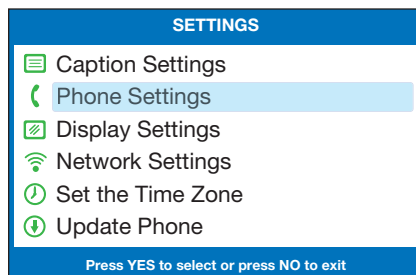 SETTINGS
Caption Settings
Phone Settings
Display Settings
Network Settings
Set the Time Zone
Update Phone
Press YES to select or press NO to exit